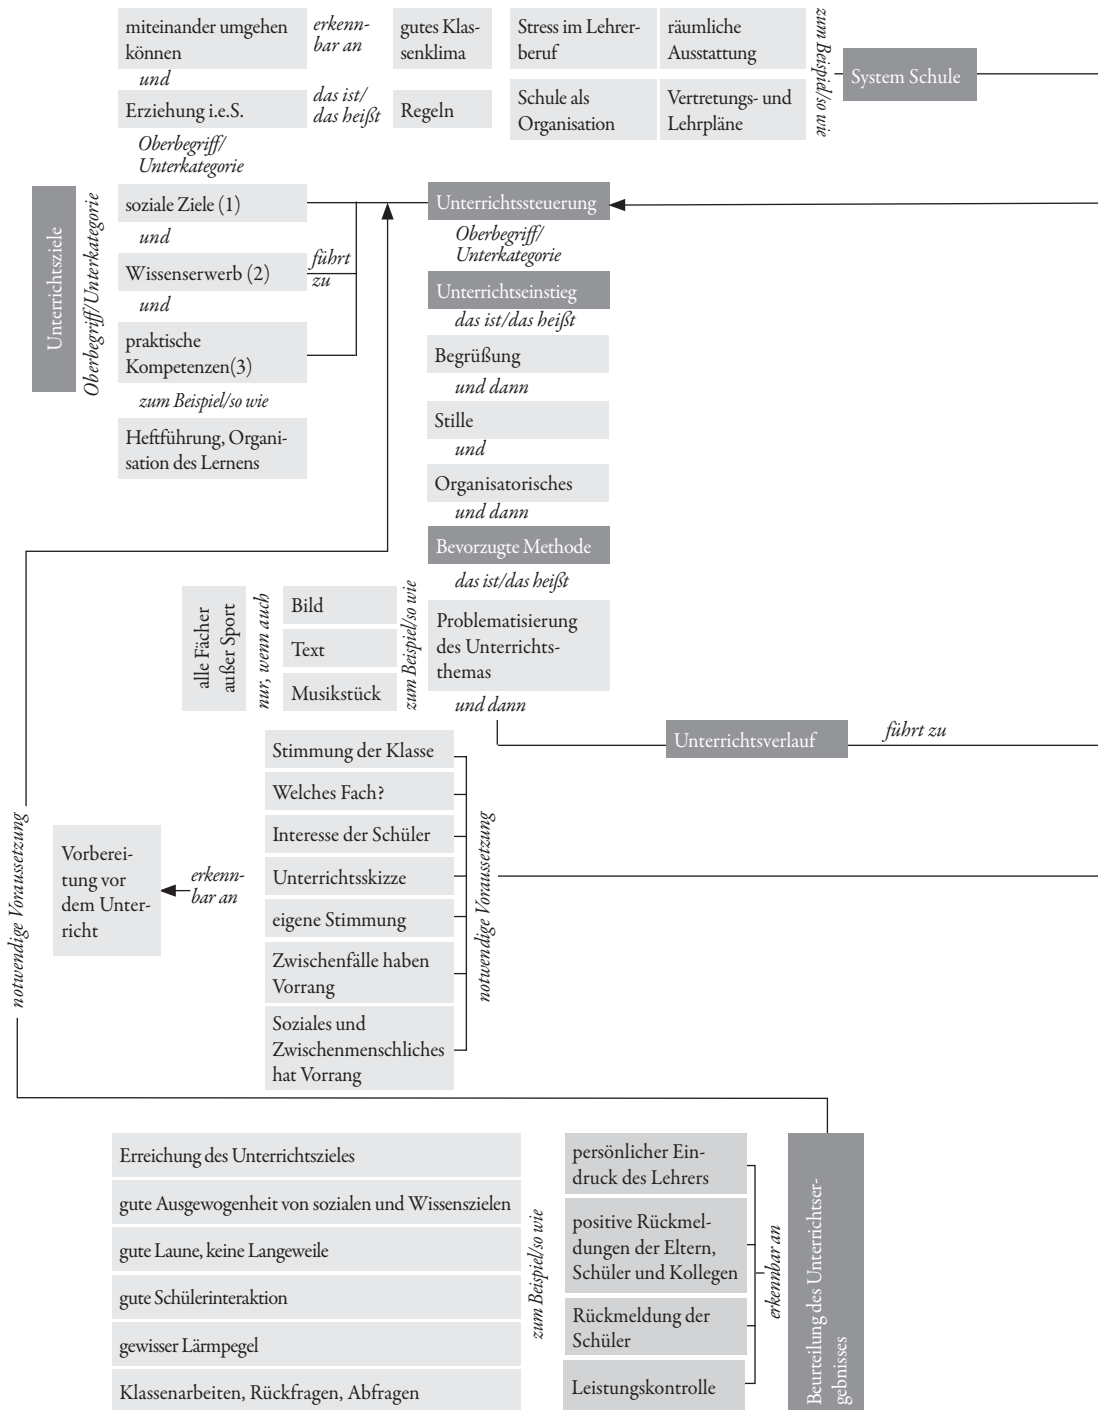 miteinander umgehen
können
erkenn-
bar an
gutes Klas-
senklima
Stress im Lehrer-
beruf
räumliche
Ausstattung
zum Beispiel/so wie
System Schule
und
Erziehung i.e.S.
das ist/
das heißt
Regeln
Schule als
Organisation
Vertretungs- und
Lehrpläne
Oberbegriff/
Unterkategorie
Unterrichtsziele
Oberbegriff/Unterkategorie
soziale Ziele (1)
und
Wissenserwerb (2)
und
praktische
Kompetenzen(3)
führt
zu
zum Beispiel/so wie
Heftführung, Organi-
sation des Lernens
Unterrichtssteuerung
Oberbegriff/
Unterkategorie
Unterrichtseinstieg
das ist/das heißt
Begrüßung
und dann
Stille
und
Organisatorisches
und dann
Bevorzugte Methode
das ist/das heißt
Problematisierung
des Unterrichts-
themas
und dann
zum Beispiel/so wie
Bild
Text
Musikstück
nur, wenn auch
alle Fächer
außer Sport
Unterrichtsverlauf
führt zu
Stimmung der Klasse
Welches Fach?
Interesse der Schüler
Unterrichtsskizze
eigene Stimmung
Zwischenfälle haben
Vorrang
Soziales und
Zwischenmenschliches
hat Vorrang
notwendige Voraussetzung
erkenn-
bar an
Vorberei-
tung vor
dem Unter-
richt
notwendige Voraussetzung
Erreichung des Unterrichtszieles
gute Ausgewogenheit von sozialen und Wissenszielen
gute Laune, keine Langeweile
gute Schülerinteraktion
gewisser Lärmpegel
Klassenarbeiten, Rückfragen, Abfragen
zum Beispiel/so wie
persönlicher Ein-
druck des Lehrers
positive Rückmel-
dungen der Eltern,
Schüler und Kollegen
Rückmeldung der
Schüler
Leistungskontrolle
erkennbar an
Beurteilung des Unterrichtser-
gebnisses